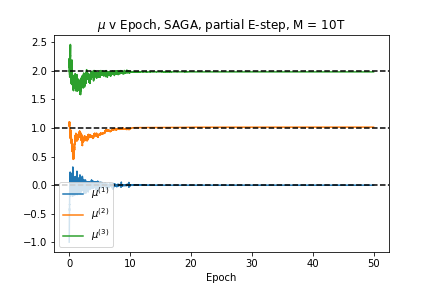 μ v Epoch, SAGA, partial E-step, M = 10T
2.5
2.0
1.5
1.0
0.5
0.0
−0.5
−1.0
μ⁽¹⁾
μ⁽²⁾
μ⁽³⁾
0 10 20 30 40 50
Epoch